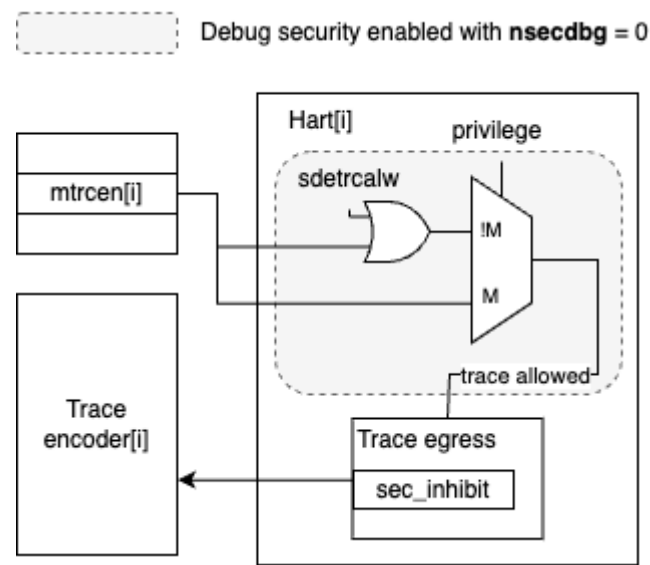 Debug security enabled with nsecdbg = 0
Hart[i]
privilege
sdetrcalw
mtrcen[i]
!M
M
trace allowed
Trace
encoder[i]
Trace egress
sec_inhibit